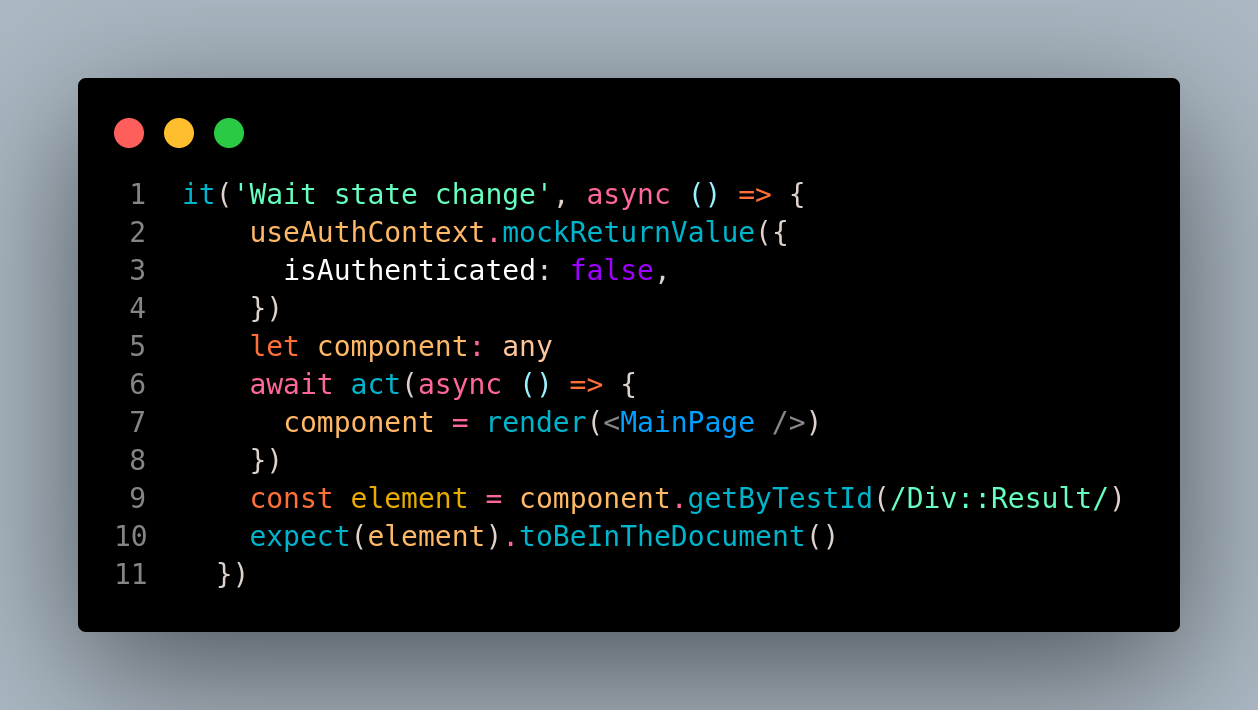 1 it('Wait state change', async () => {
2     useAuthContext.mockReturnValue({
3       isAuthenticated: false,
4     })
5     let component: any
6     await act(async () => {
7       component = render(<MainPage />)
8     })
9     const element = component.getByTestId(/Div::Result/)
10     expect(element).toBeInTheDocument()
11   })